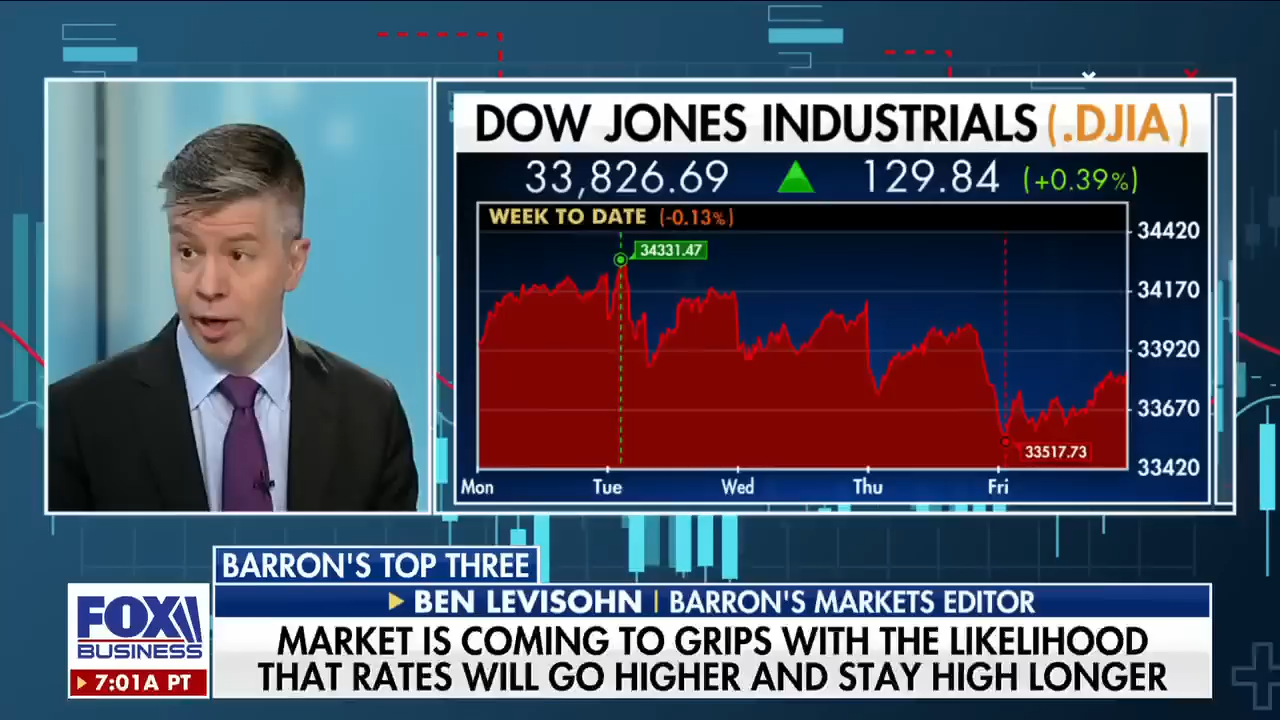 DOW JONES INDUSTRIALS (.DJIA)
33,826.69 ▲ 129.84 (+0.39%)
WEEK TO DATE (-0.13%)
34331.47
34420
34170
33920
33670
33420
33517.73
Mon Tue Wed Thu Fri
BARRON'S TOP THREE
BEN LEVISOHN | BARRON'S MARKETS EDITOR
MARKET IS COMING TO GRIPS WITH THE LIKELIHOOD
THAT RATES WILL GO HIGHER AND STAY HIGH LONGER
FOX
BUSINESS
7:01A PT